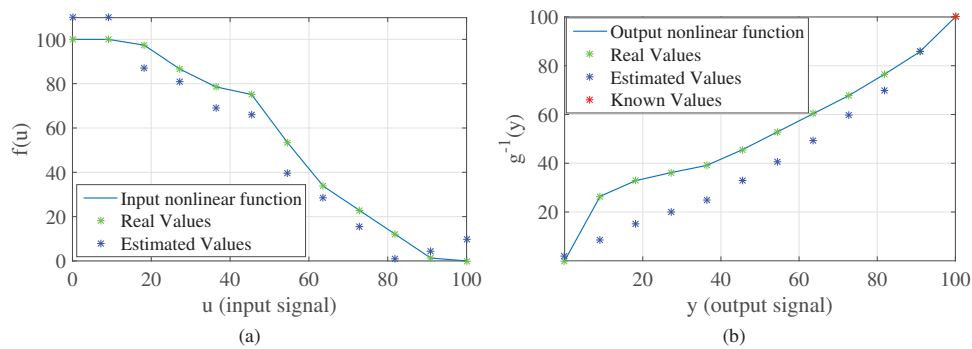 f(u)
100
80
60
40
20
0
Input nonlinear function
Real Values
Estimated Values
0 20 40 60 80 100
u (input signal)
(a)
g⁻¹(y)
100
80
60
40
20
Output nonlinear function
Real Values
Estimated Values
Known Values
20 40 60 80 100
y (output signal)
(b)